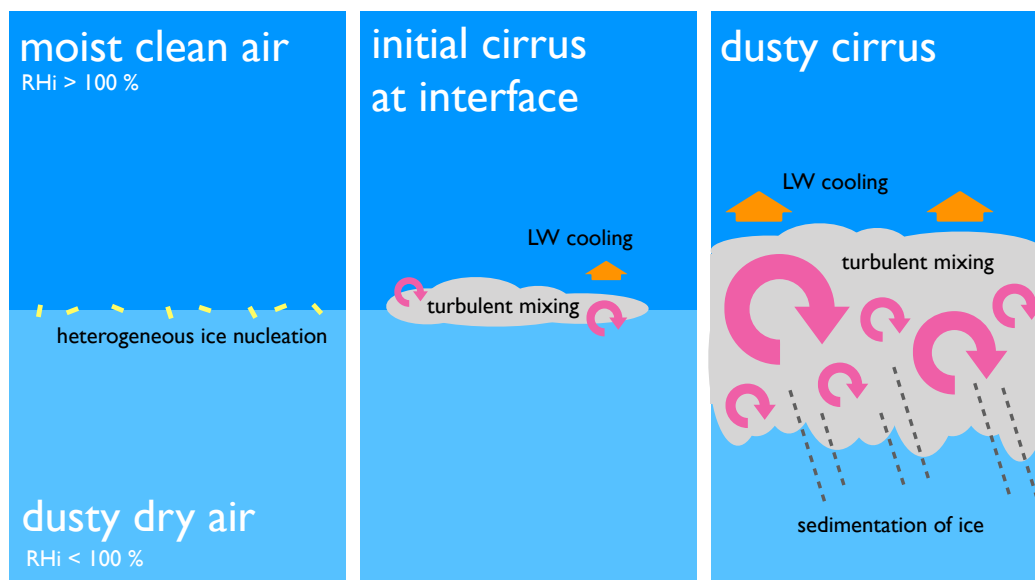 moist clean air
RHi > 100 %
heterogeneous ice nucleation
dusty dry air
RHi < 100 %
initial cirrus
at interface
LW cooling
turbulent mixing
dusty cirrus
LW cooling
turbulent mixing
sedimentation of ice